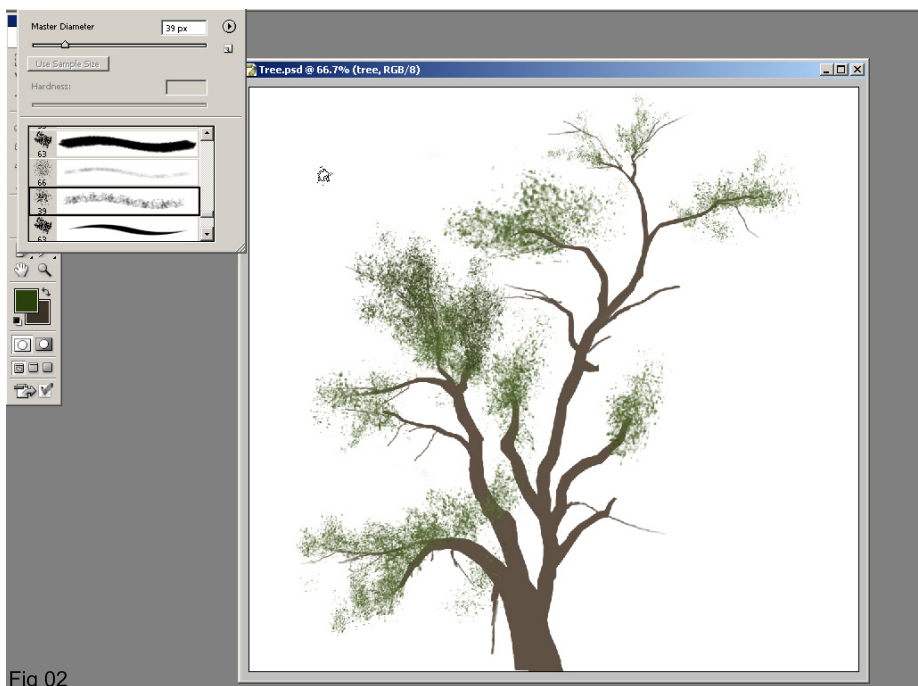 Master Diameter
39 px
Use Sample Size
Hardness:
63
66
39
63
Tree.psd @ 66.7% (tree, RGB/8)
Fig 02